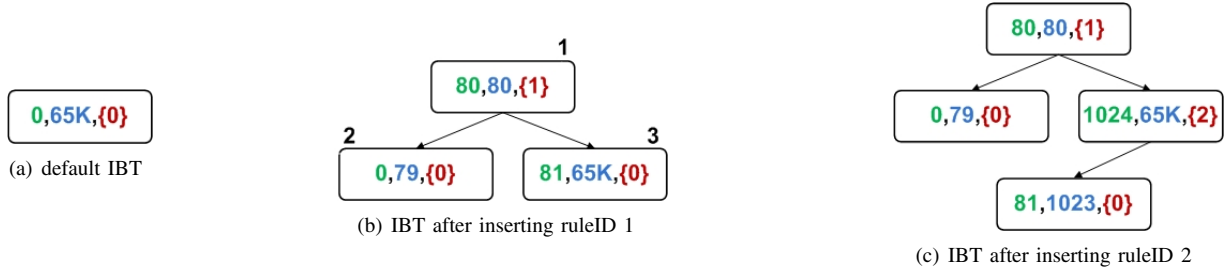 0,65K,{0}
(a) default IBT
1
80,80,{1}
2
3
0,79,{0}
81,65K,{0}
(b) IBT after inserting ruleID 1
80,80,{1}
0,79,{0}
1024,65K,{2}
81,1023,{0}
(c) IBT after inserting ruleID 2